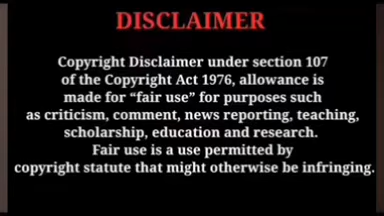 DISCLAIMER
Copyright Disclaimer under section 107
of the Copyright Act 1976, allowance is
made for “fair use” for purposes such
as criticism, comment, news reporting, teaching,
scholarship, education and research.
Fair use is a use permitted by
copyright statute that might otherwise be infringing.